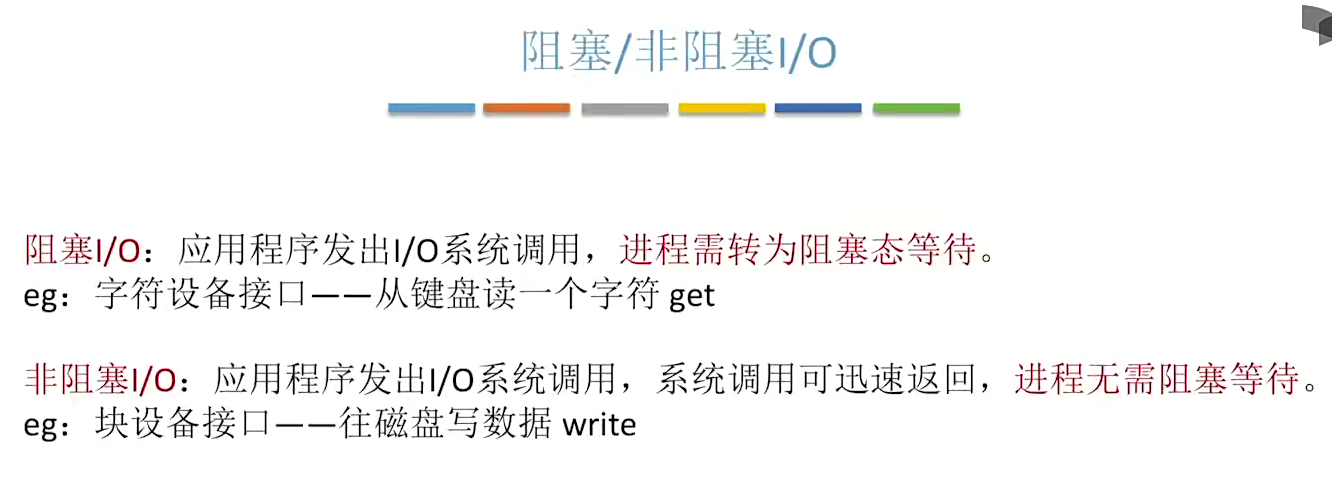 阻塞/非阻塞I/O
阻塞I/O：应用程序发出I/O系统调用，进程需转为阻塞态等待。
eg：字符设备接口——从键盘读一个字符 get
非阻塞I/O：应用程序发出I/O系统调用，系统调用可迅速返回，进程无需阻塞等待。
eg：块设备接口——往磁盘写数据 write